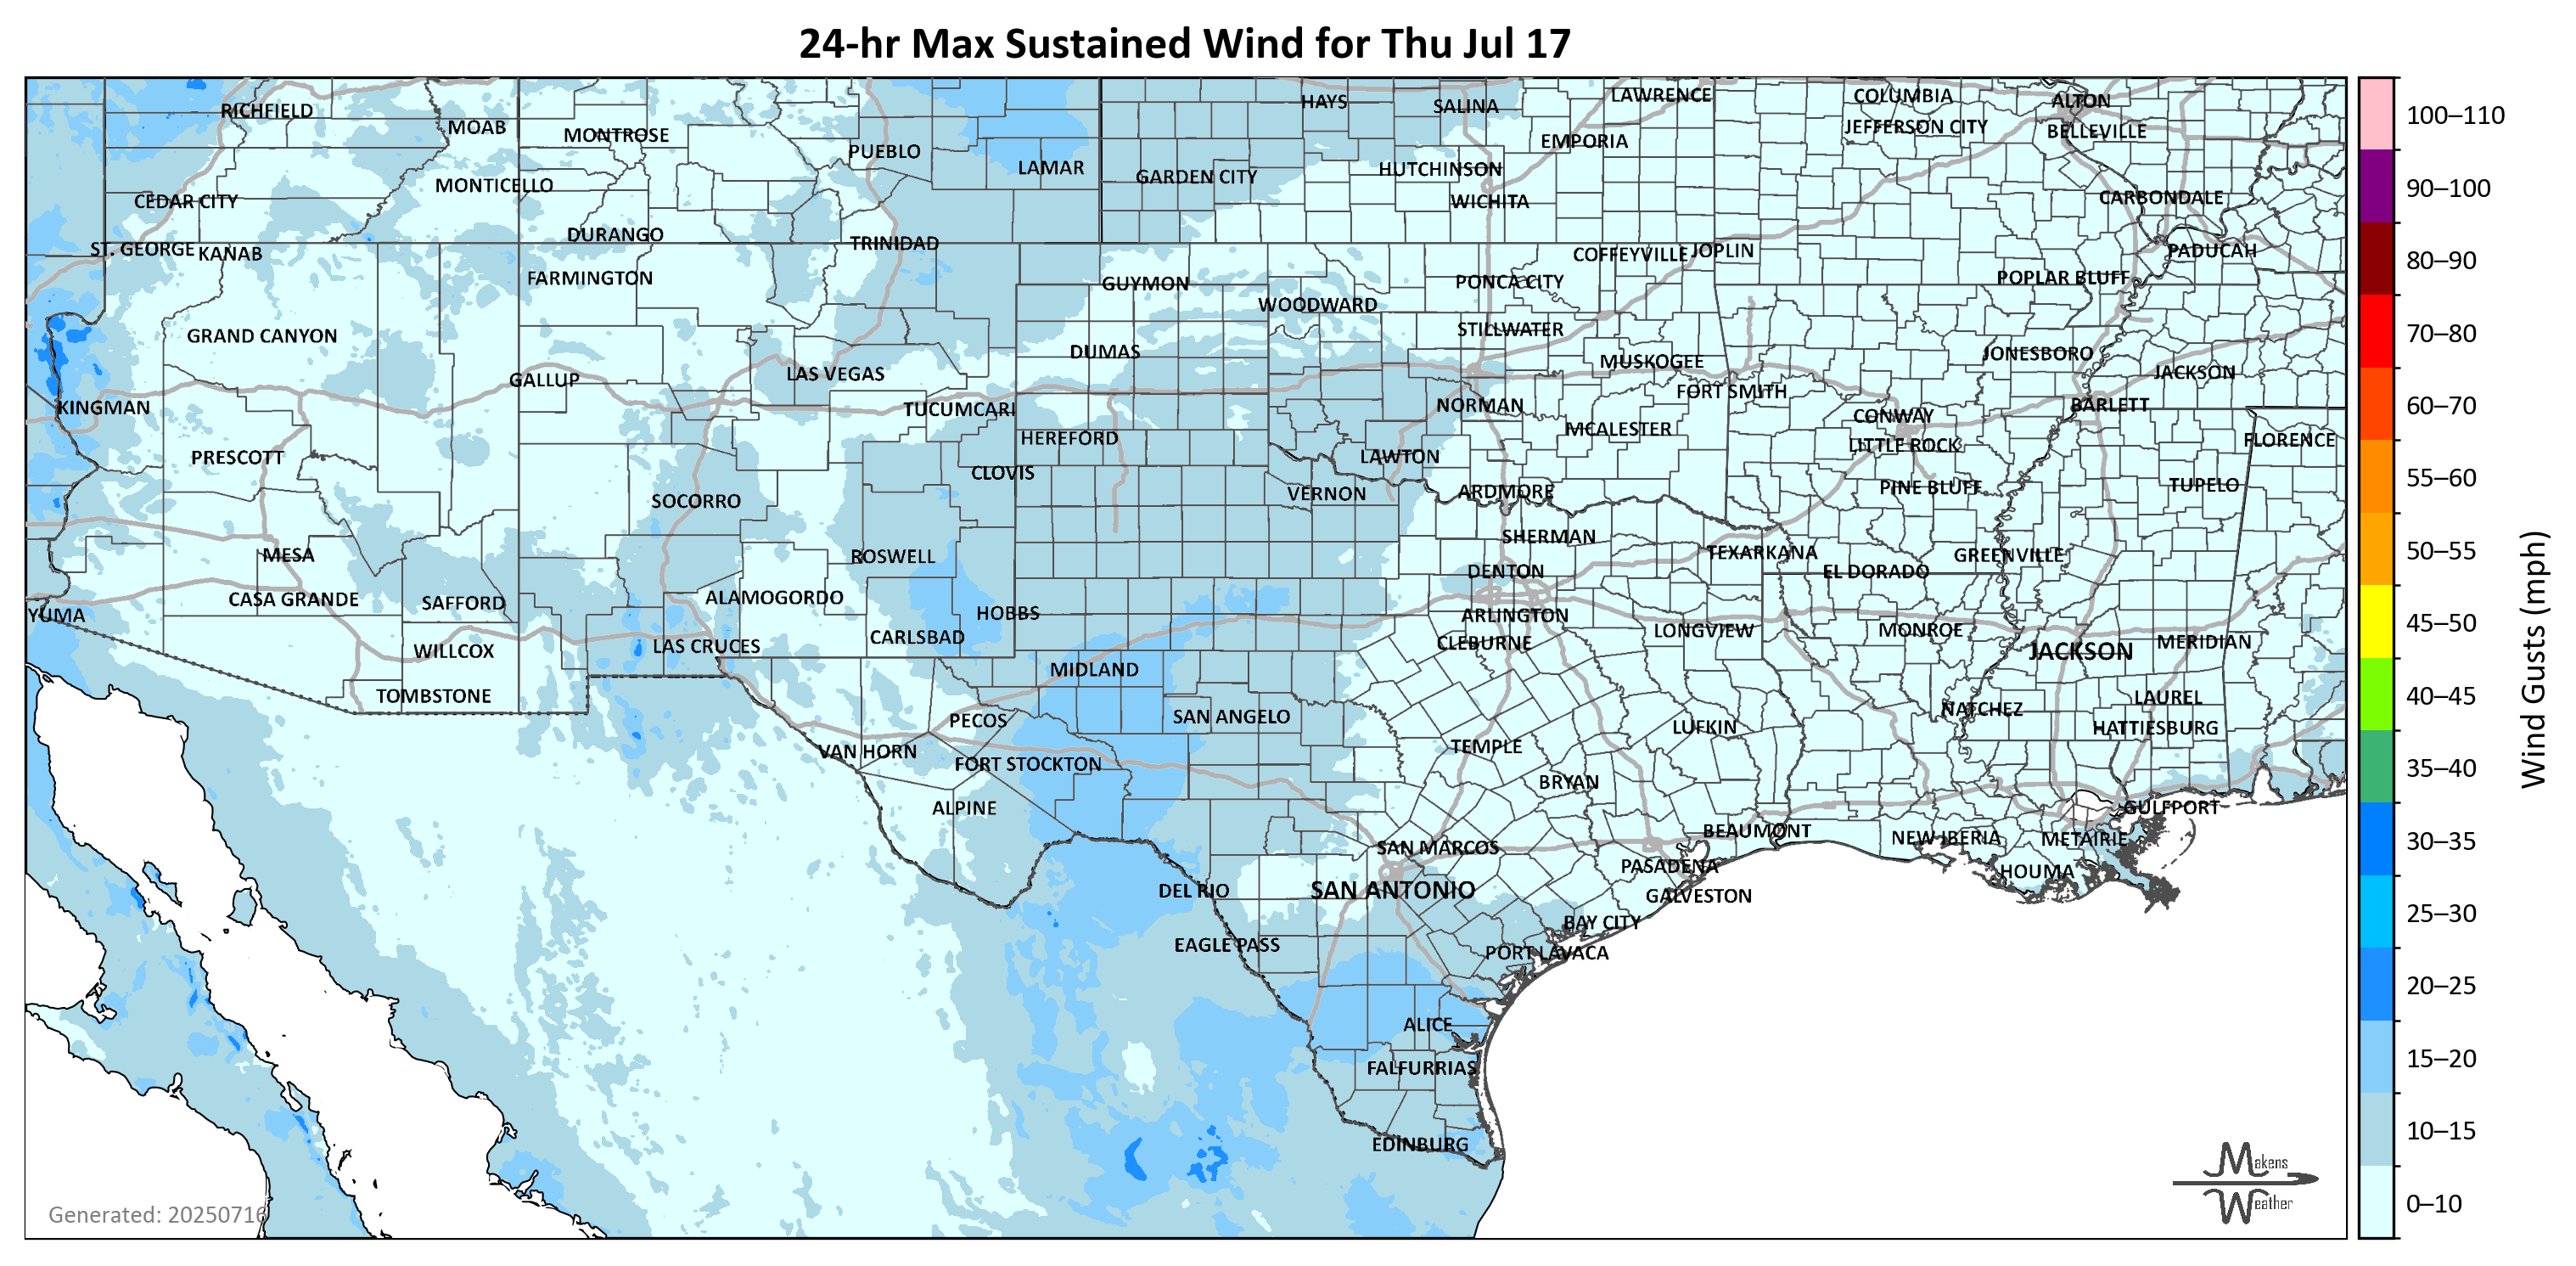 24-hr Max Sustained Wind for Thu Jul 17
RICHFIELD
MOAB
MONTROSE
PUEBLO
LAMAR
HAYS
SALINA
LAWRENCE
COLUMBIA
ALTON
JEFFERSON CITY
BELLEVILLE
EMPORIA
HUTCHINSON
GARDEN CITY
MONTICELLO
CEDAR CITY
WICHITA
CARBONDALE
DURANGO
TRINIDAD
ST. GEORGE
KANAB
COFFEYVILLE
JOPLIN
PADUCAH
FARMINGTON
GUYMON
PONCA CITY
POPLAR BLUFF
WOODWARD
GRAND CANYON
STILLWATER
DUMAS
MUSKOGEE
JONESBORO
GALLUP
LAS VEGAS
FORT SMITH
JACKSON
KINGMAN
TUCUMCARI
NORMAN
CONWAY
BARLETT
HEREFORD
MCALESTER
LITTLE ROCK
FLORENCE
PRESCOTT
CLOVIS
LAWTON
SOCORRO
VERNON
ARDMORE
PINE BLUFF
TUPELO
MESA
ROSWELL
SHERMAN
TEXARKANA
GREENVILLE
DENTON
EL DORADO
CASA GRANDE
SAFFORD
ALAMOGORDO
HOBBS
ARLINGTON
YUMA
WILLCOX
LAS CRUCES
CARLSBAD
CLEBURNE
LONGVIEW
MONROE
JACKSON
MERIDIAN
MIDLAND
TOMBSTONE
PECOS
SAN ANGELO
LUFKIN
NATCHEZ
LAUREL
HATTIESBURG
VAN HORN
FORT STOCKTON
TEMPLE
BRYAN
ALPINE
GULFPORT
BEAUMONT
NEW IBERIA
METAIRIE
SAN MARCOS
PASADENA
HOUMA
DEL RIO
SAN ANTONIO
GALVESTON
BAY CITY
EAGLE PASS
PORT LAVACA
ALICE
FALFURRIAS
EDINBURG
Generated: 20250716
Makens
Weather
100–110
90–100
80–90
70–80
60–70
55–60
50–55
45–50
40–45
35–40
30–35
25–30
20–25
15–20
10–15
0–10
Wind Gusts (mph)